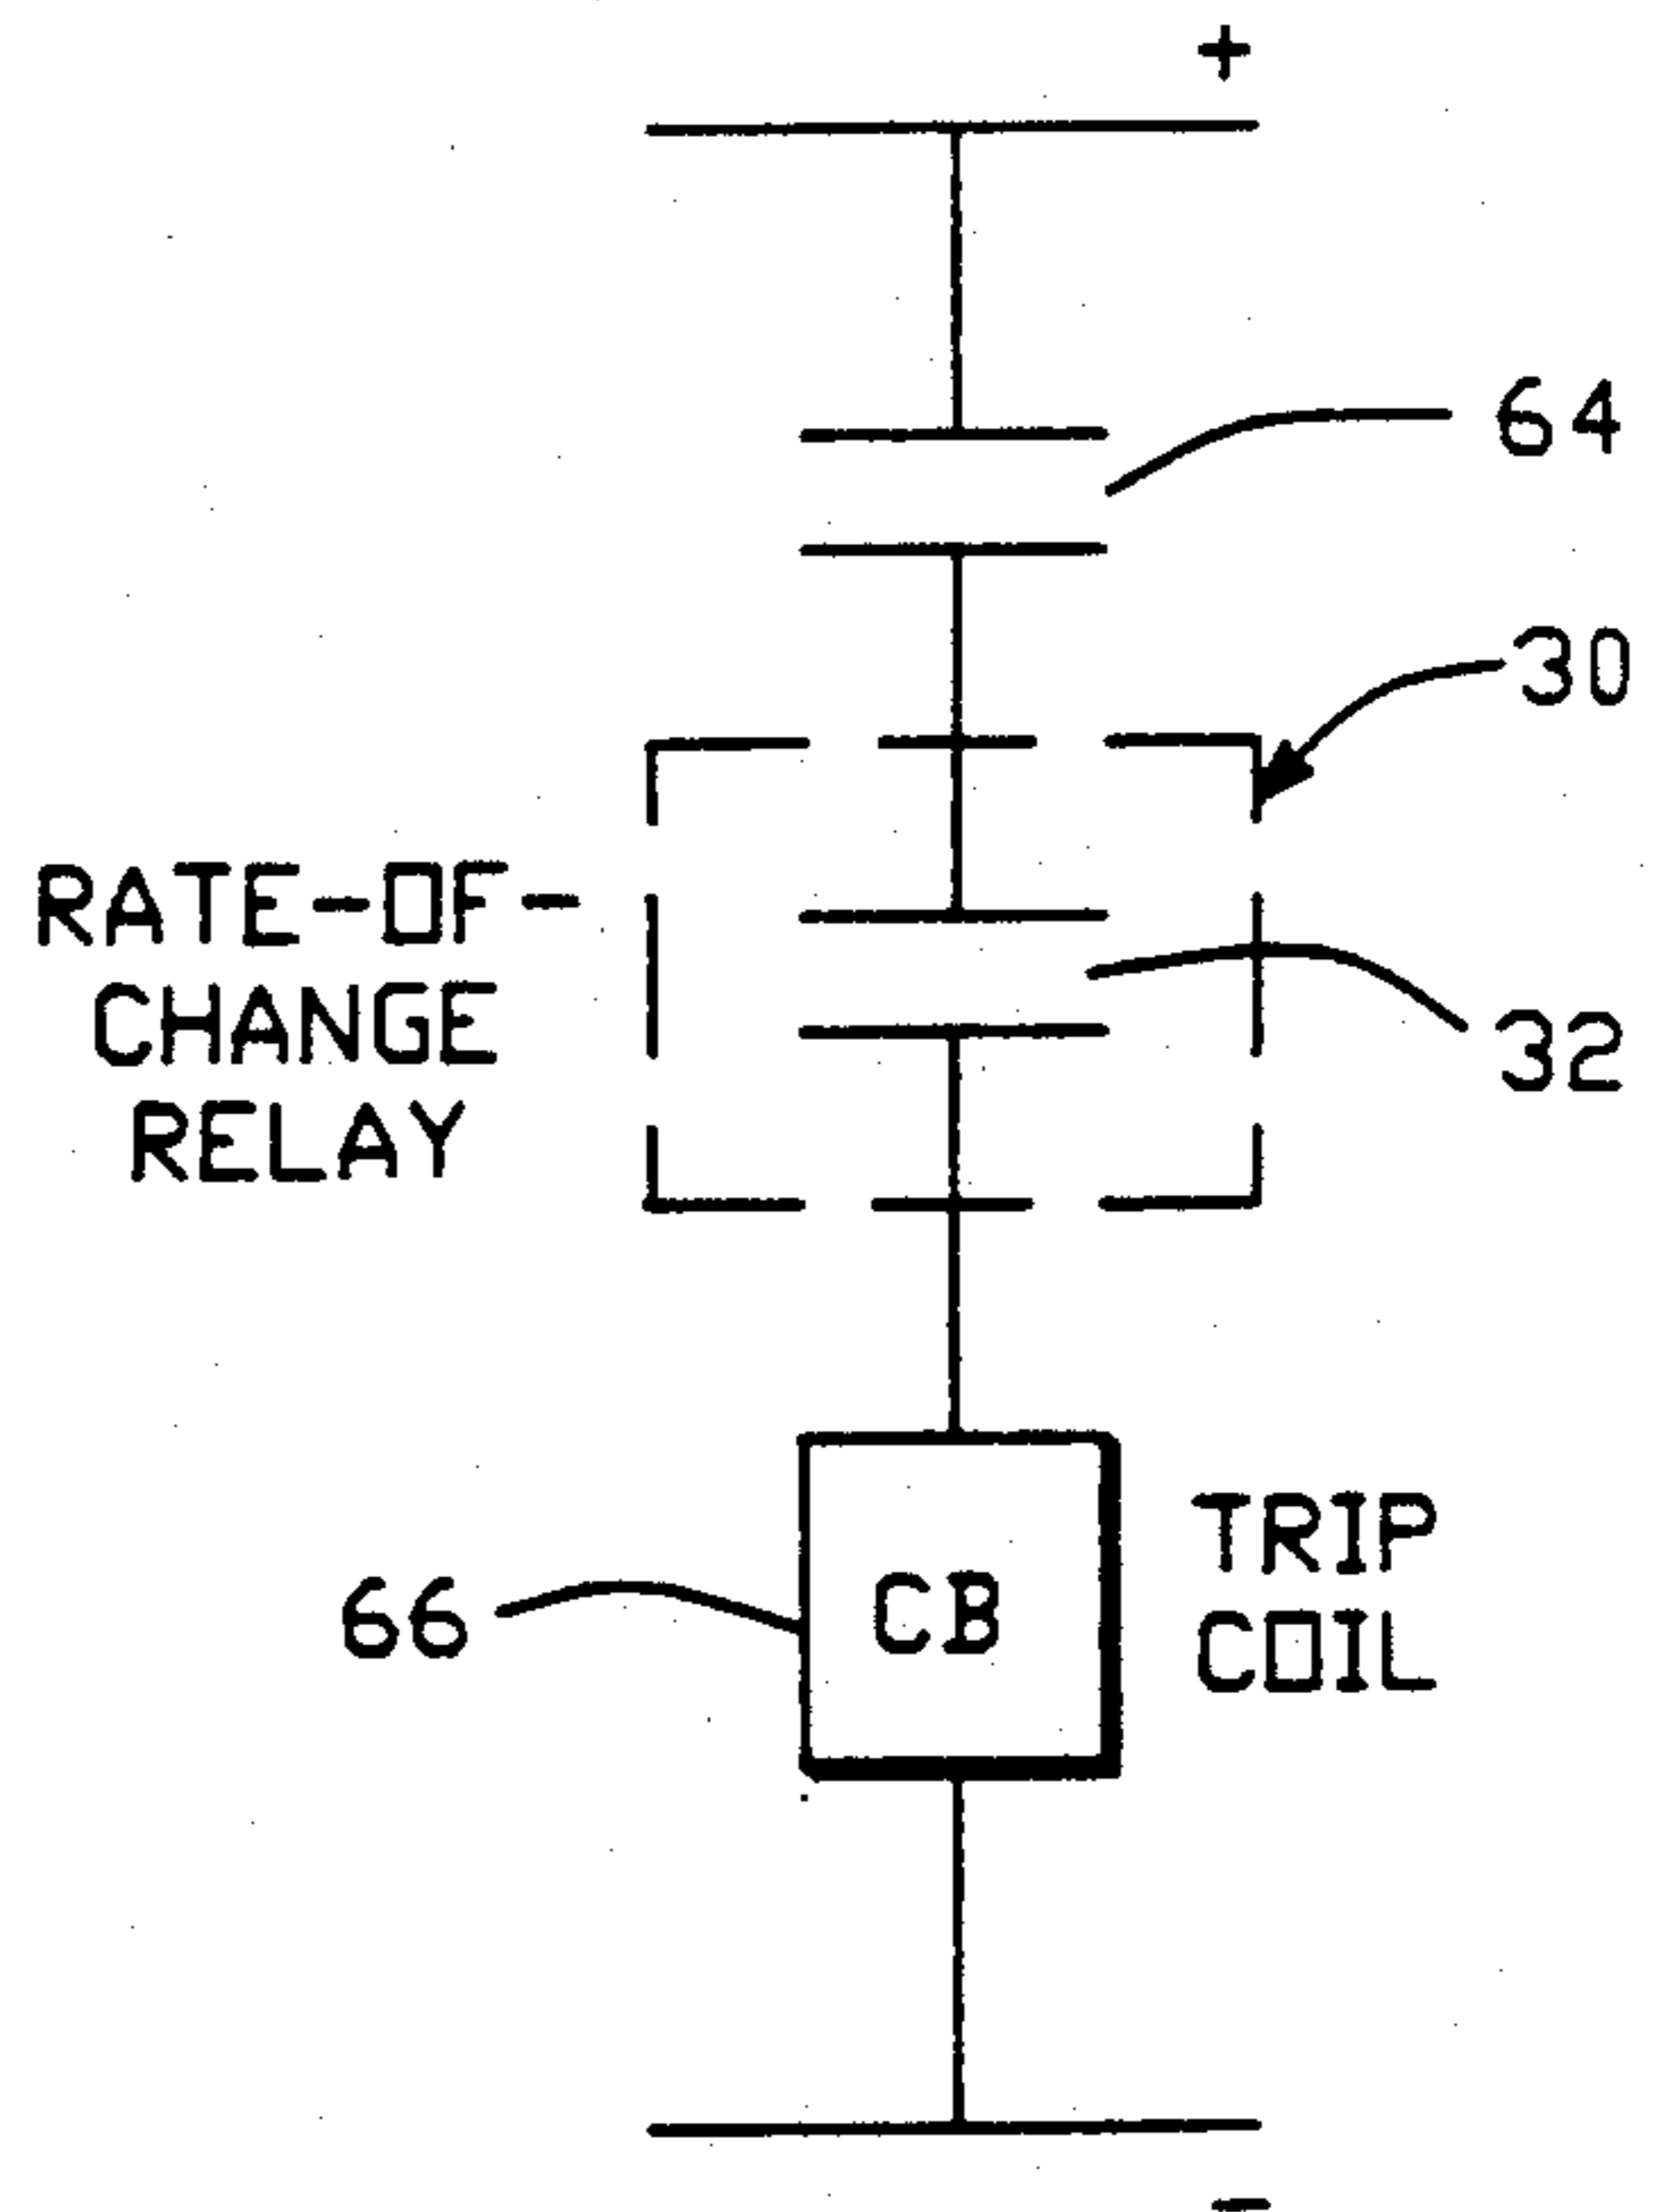 +
64
30
RATE-OF-
CHANGE
RELAY
32
TRIP
COIL
66
CB
-